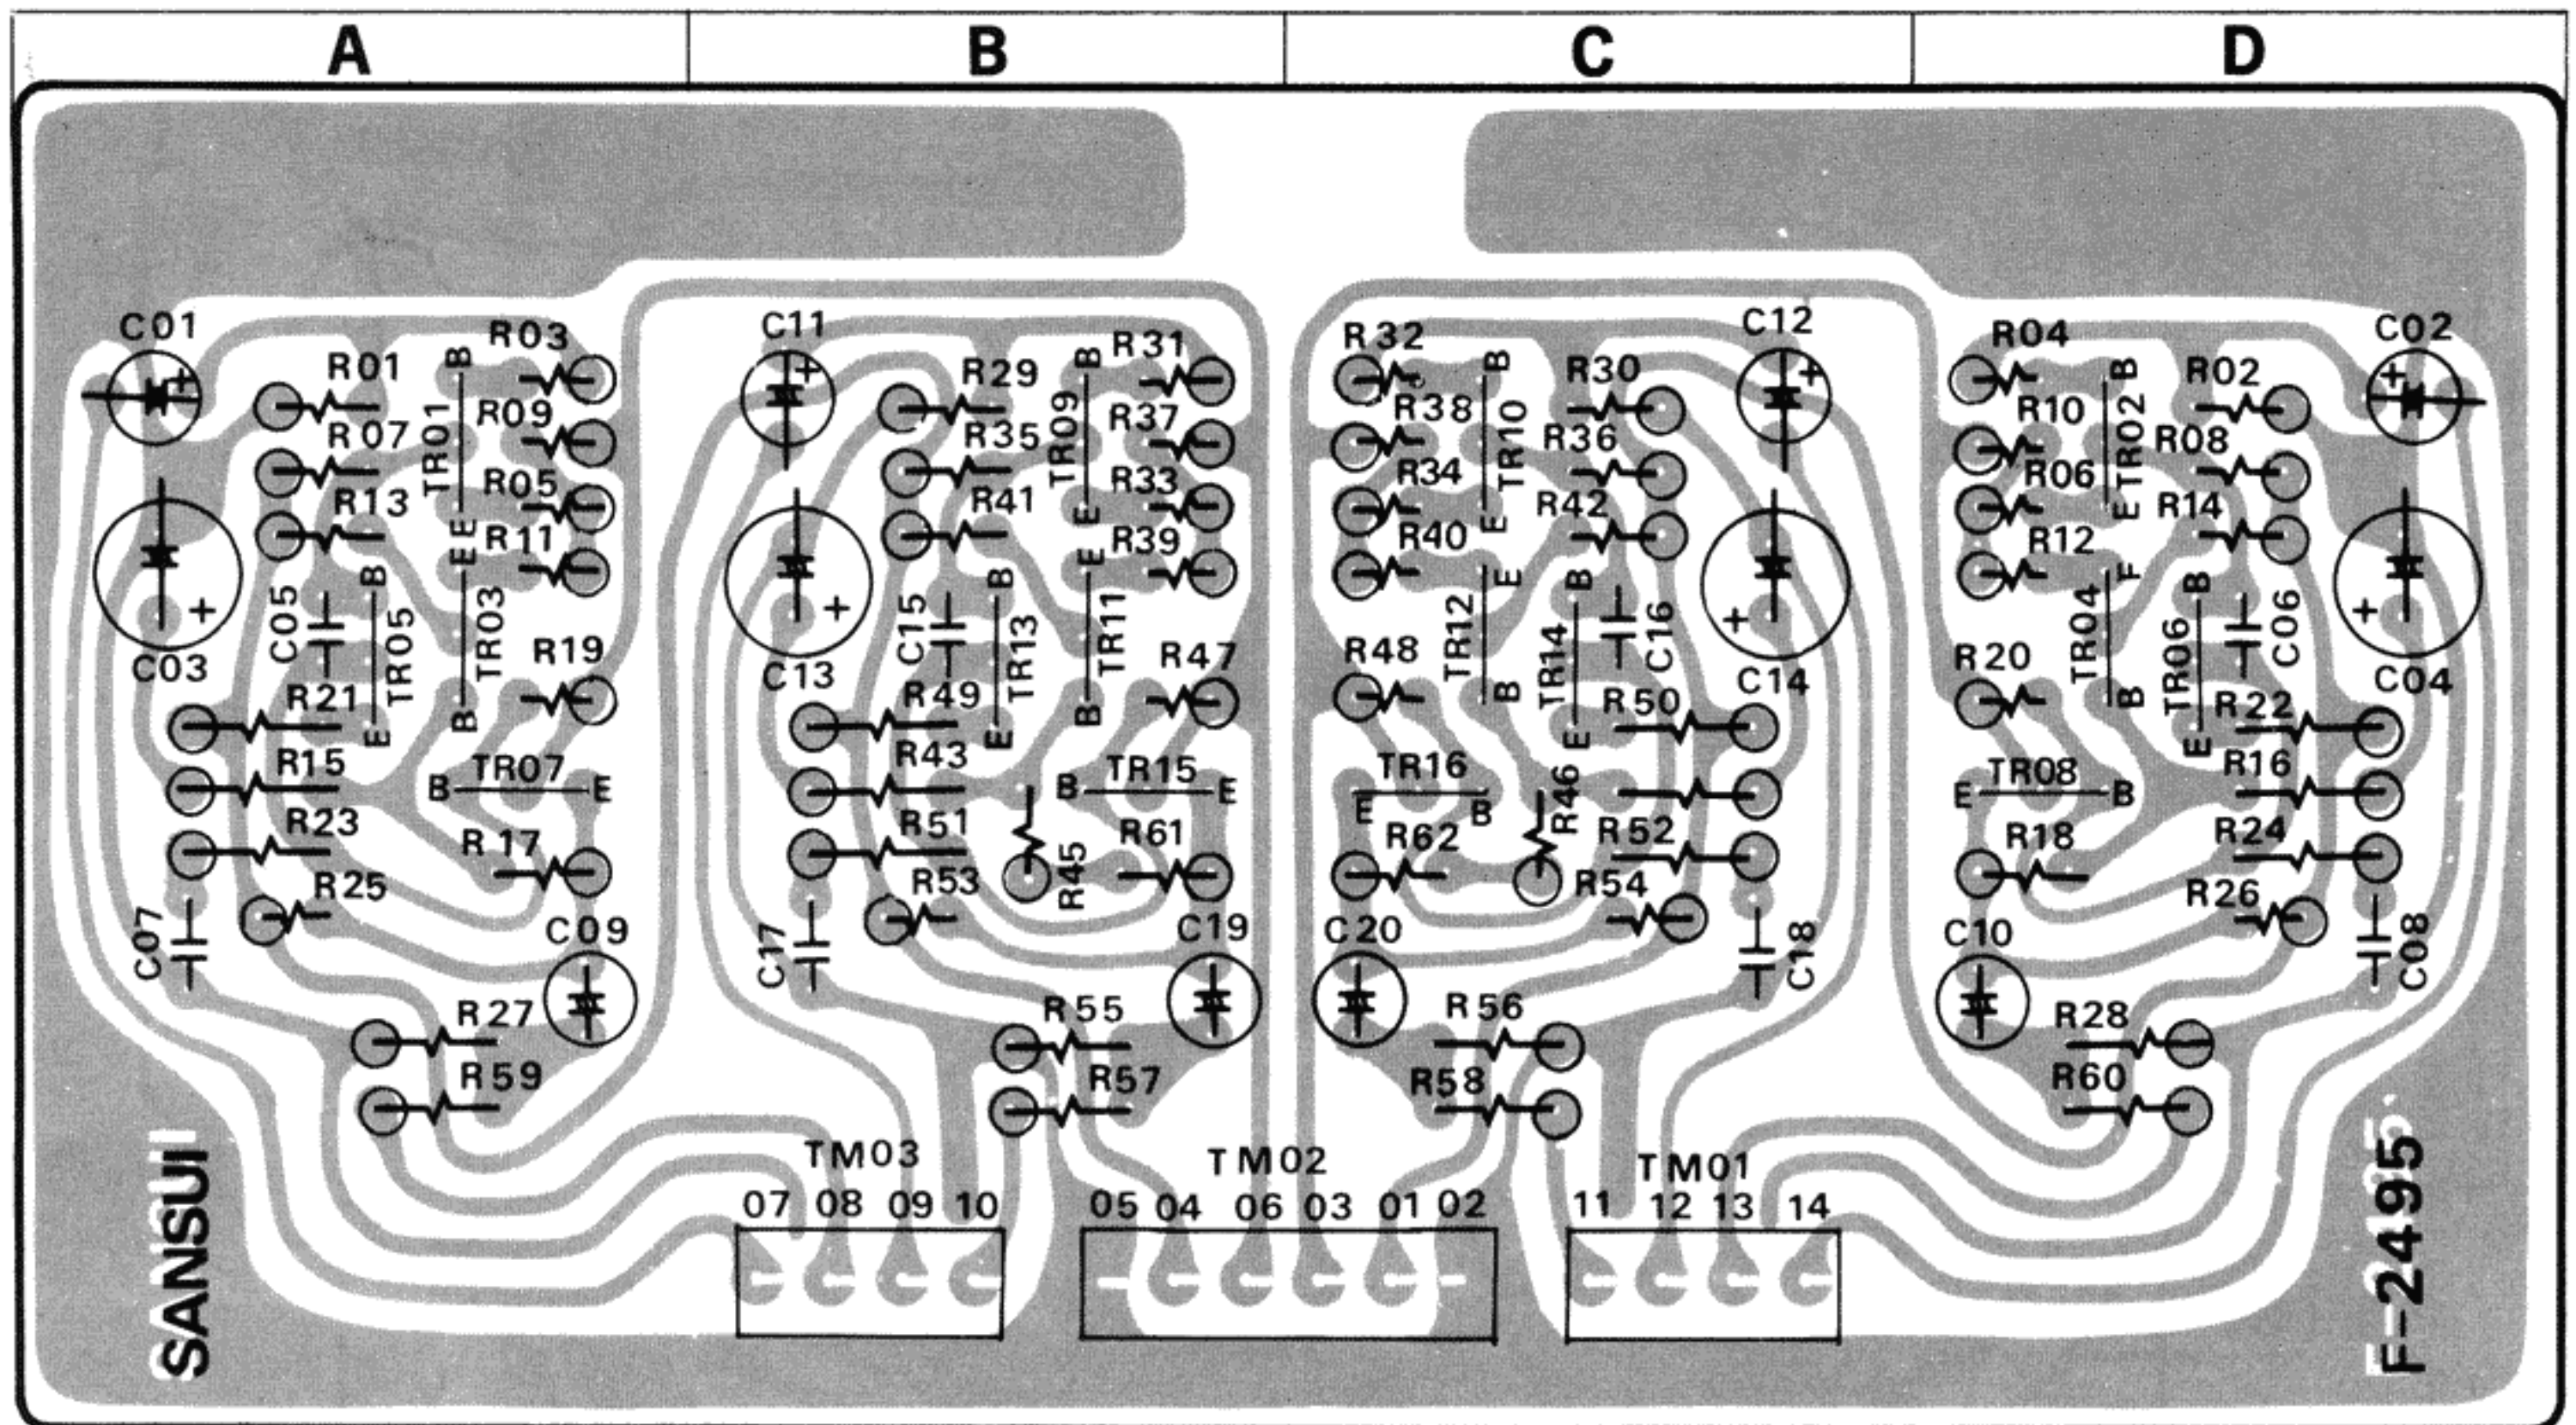 A B C D
C01 R03 C11 R31 R32 C12 R04 C02
R01 R29 R30 R02
TR01 R09 TR09 R37 R38 TR10 R10 TR02
R07 R35 R36 R08
B B B B
R05 R33 R34 R06
R13 R41 R42 R14
E E E E
E R11 E R39 R40 E R12 F
C05 B TR05 TR03 C15 B TR13 TR11 TR12 TR14 B C16 TR04 TR06 B C06
C03 R19 C13 R47 R48 C14 R20 C04
R21 R49 R50 R22
E B E B B E B E
R15 R43 R16
B TR07 E B TR15 E E TR16 B E TR08 B
R23 R51 R46 R52 R24
R17 R61 R62 R18
R25 R53 R45 R54 R26
C07 C09 C17 C19 C20 C18 C10 C08
R27 R55 R56 R28
R59 R57 R58 R60
TM03 TM02 TM01
07 08 09 10 05 04 06 03 01 02 11 12 13 14
+ + + + + + + +
SANSUI
F-2495